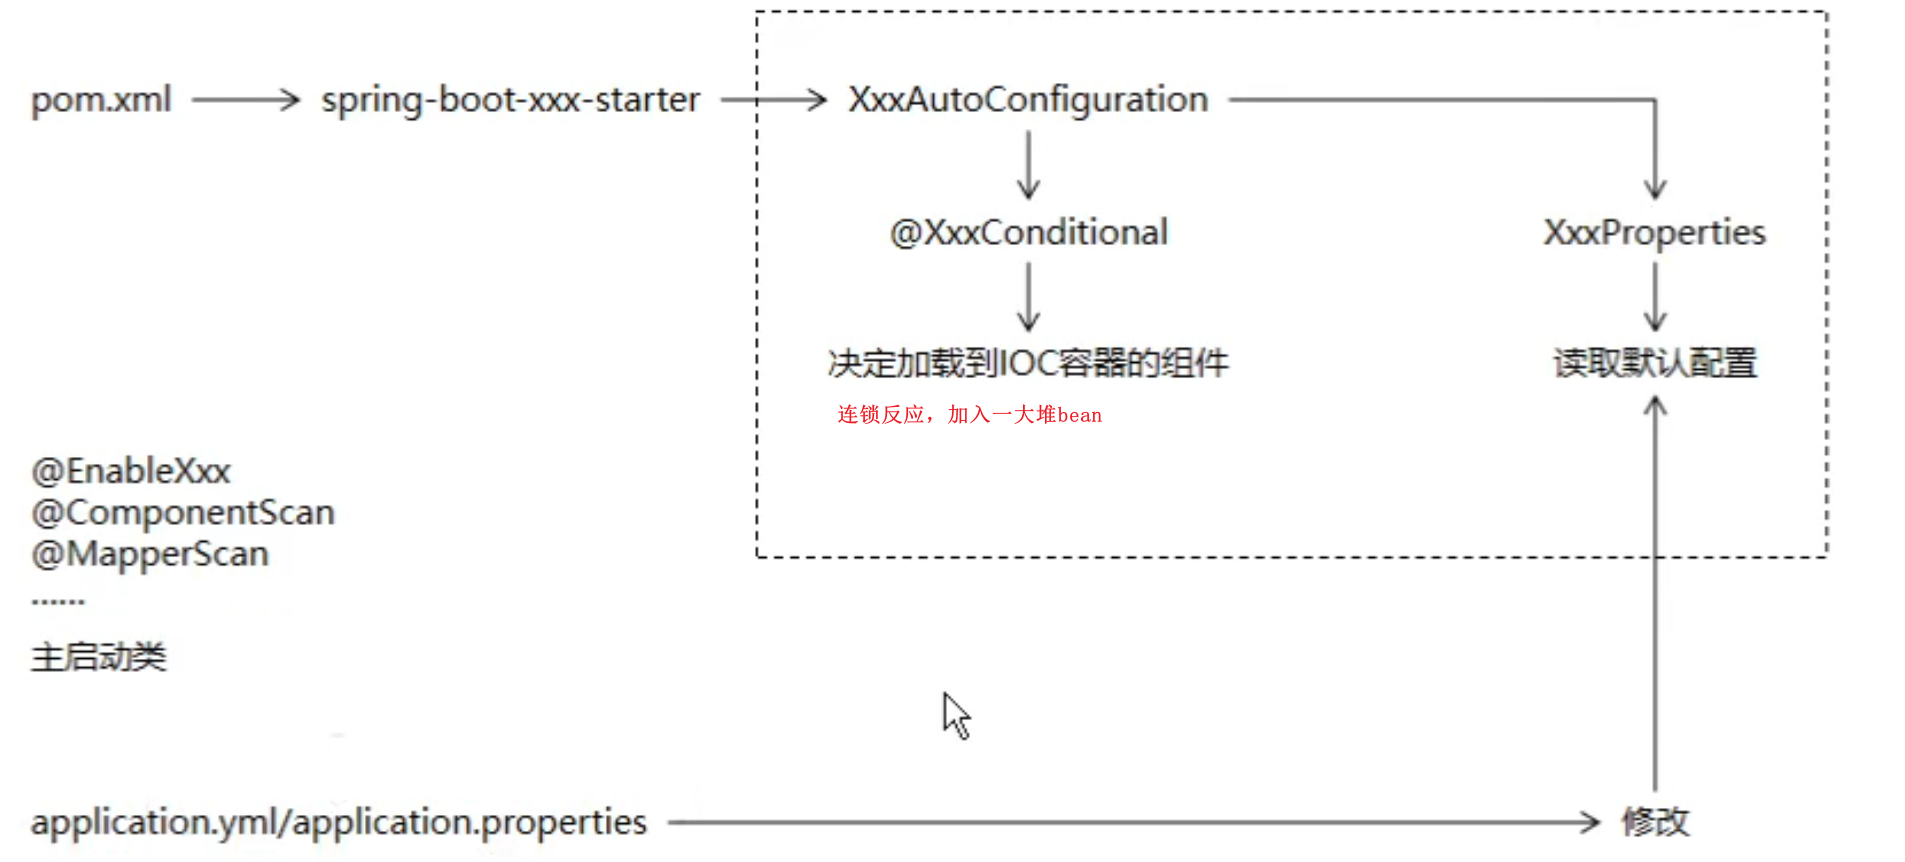 pom.xml
spring-boot-xxx-starter
XxxAutoConfiguration
@XxxConditional
XxxProperties
决定加载到IOC容器的组件
读取默认配置
连锁反应，加入一大堆bean
@EnableXxx
@ComponentScan
@MapperScan
......
主启动类
application.yml/application.properties
修改